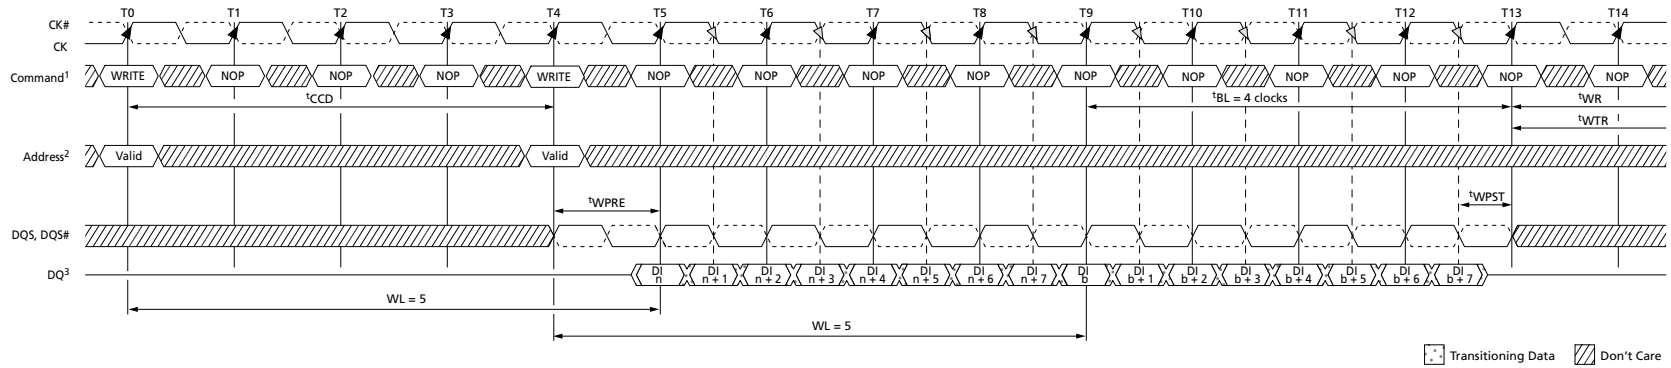 T0 T1 T2 T3 T4 T5 T6 T7 T8 T9 T10 T11 T12 T13 T14
CK#
CK
Command1 WRITE NOP NOP NOP WRITE NOP NOP NOP NOP NOP NOP NOP NOP NOP NOP
tCCD tBL = 4 clocks tWR
tWTR
Address2 Valid Valid
tWPRE tWPST
DQS, DQS#
DQ3 DI n DI n + 1 DI n + 2 DI n + 3 DI n + 4 DI n + 5 DI n + 6 DI n + 7 DI b DI b + 1 DI b + 2 DI b + 3 DI b + 4 DI b + 5 DI b + 6 DI b + 7
WL = 5
WL = 5
Transitioning Data Don't Care